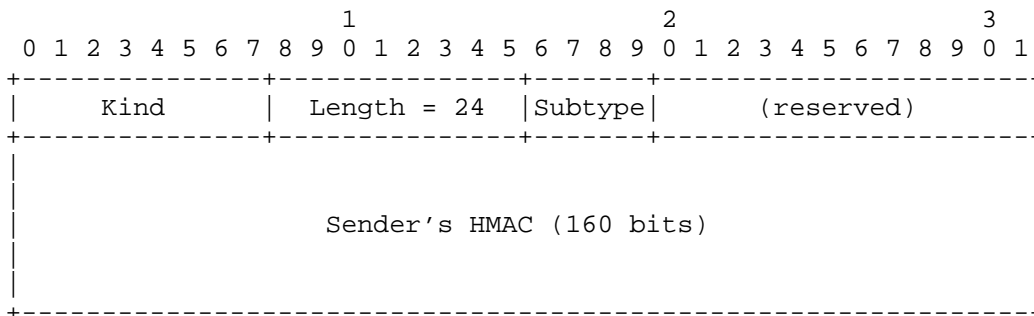 1                   2                   3
 0 1 2 3 4 5 6 7 8 9 0 1 2 3 4 5 6 7 8 9 0 1 2 3 4 5 6 7 8 9 0 1
+---------------+---------------+-------+-----------------------
|     Kind      |  Length = 24  |Subtype|      (reserved)
+---------------+---------------+-------+-----------------------
|
|
|                   Sender's HMAC (160 bits)
|
|
+---------------------------------------------------------------